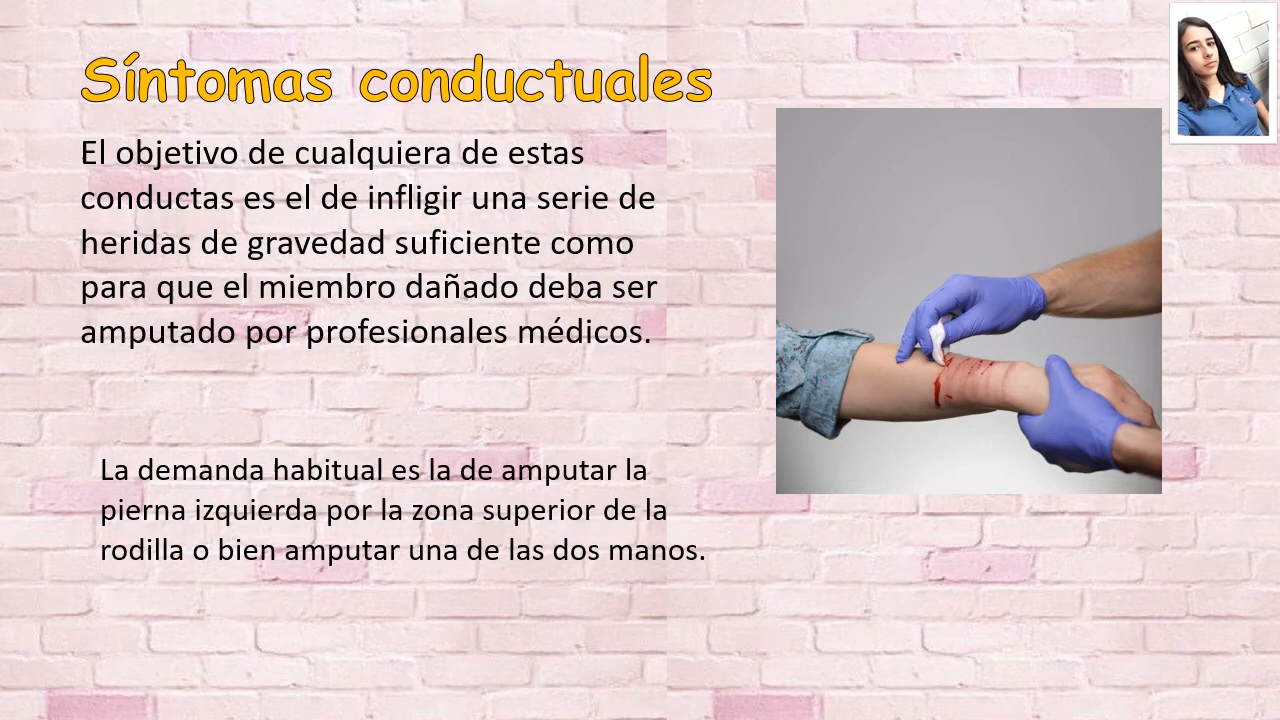 Síntomas conductuales
El objetivo de cualquiera de estas
conductas es el de infligir una serie de
heridas de gravedad suficiente como
para que el miembro dañado deba ser
amputado por profesionales médicos.
La demanda habitual es la de amputar la
pierna izquierda por la zona superior de la
rodilla o bien amputar una de las dos manos.